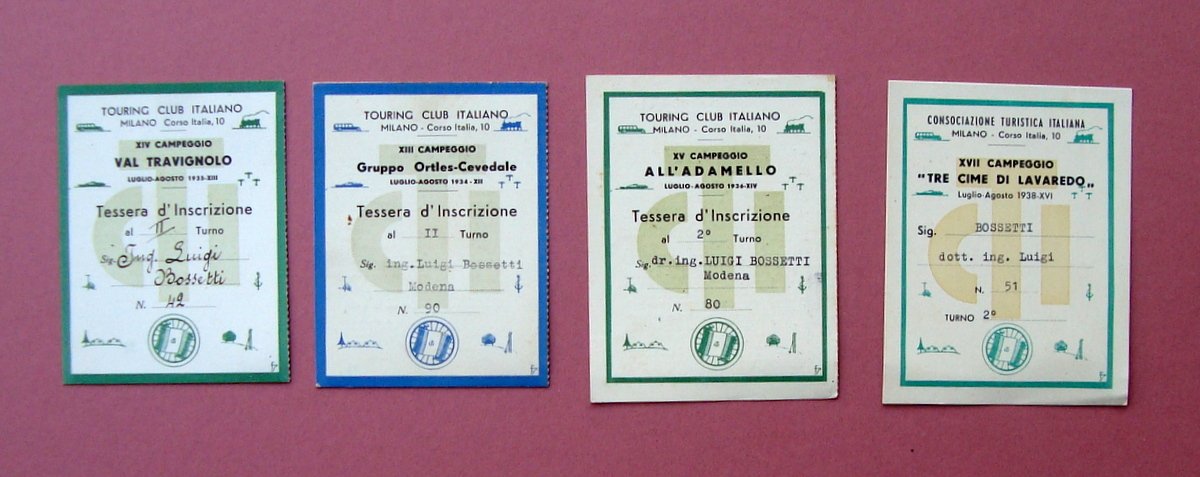 TOURING CLUB ITALIANO
MILANO - Corso Italia, 10
XIV CAMPEGGIO
VAL TRAVIGNOLO
LUGLIO-AGOSTO 1935-XIII
Tessera d'Inscrizione
al II Turno
Sig. Ing. Luigi
Bossetti
N. 42
TOURING CLUB ITALIANO
MILANO - Corso Italia, 10
XIII CAMPEGGIO
Gruppo Ortles-Cevedale
LUGLIO-AGOSTO 1934-XII
Tessera d'Inscrizione
al II Turno
Sig. ing.Luigi Bossetti
Modena
N. 90
TOURING CLUB ITALIANO
MILANO - Corso Italia, 10
XV CAMPEGGIO
ALL'ADAMELLO
LUGLIO-AGOSTO 1936-XIV
Tessera d'Inscrizione
al 2° Turno
Sig. dr.ing.LUIGI BOSSETTI
Modena
N. 80
CONSOCIAZIONE TURISTICA ITALIANA
MILANO - Corso Italia, 10
XVII CAMPEGGIO
"TRE CIME DI LAVAREDO"
Luglio-Agosto 1938-XVI
Sig. BOSSETTI
dott. ing. Luigi
N. 51
TURNO 2°